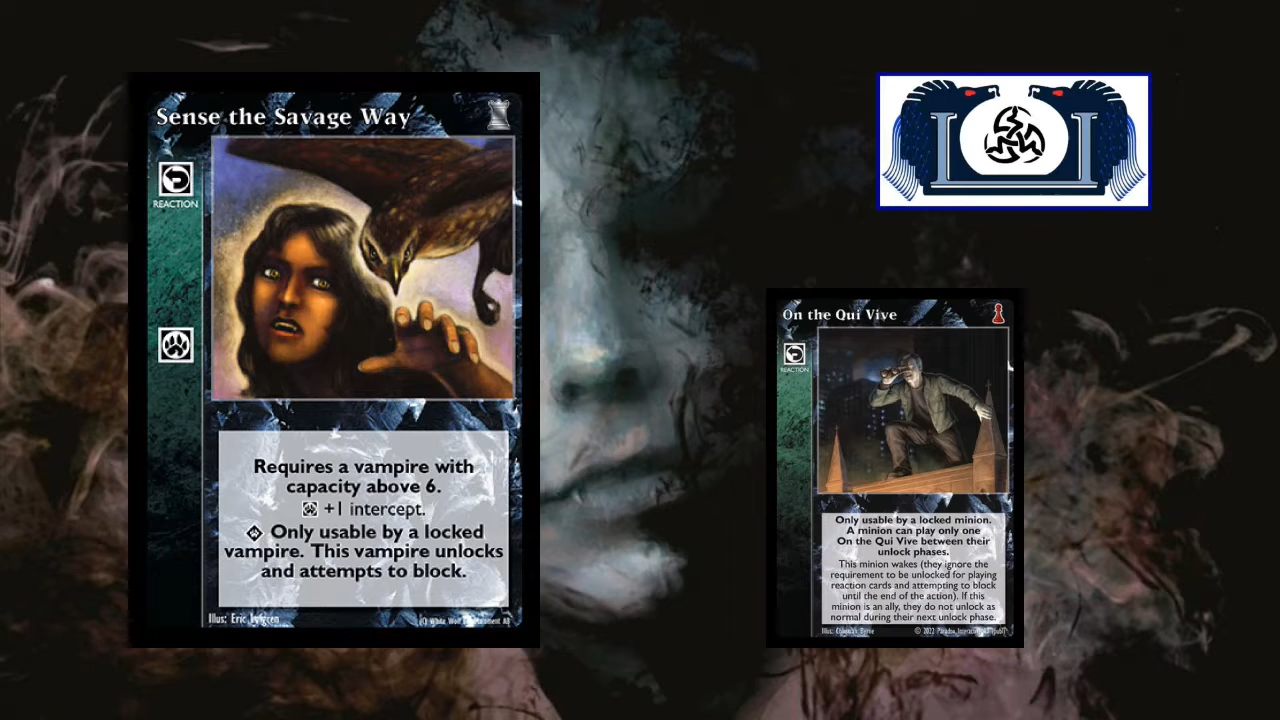 Sense the Savage Way
REACTION
Requires a vampire with
capacity above 6.
+1 intercept.
Only usable by a locked
vampire. This vampire unlocks
and attempts to block.
Illus: Eric Lofgren
On the Qui Vive
REACTION
Only usable by a locked minion.
A minion can play only one
On the Qui Vive between their
unlock phases.
This minion wakes (they ignore the
requirement to be unlocked for playing
reaction cards and attempting to block
until the end of the action). If this
minion is an ally, they do not unlock as
normal during their next unlock phase.
Illus:
© 2022 Paradox Interactive